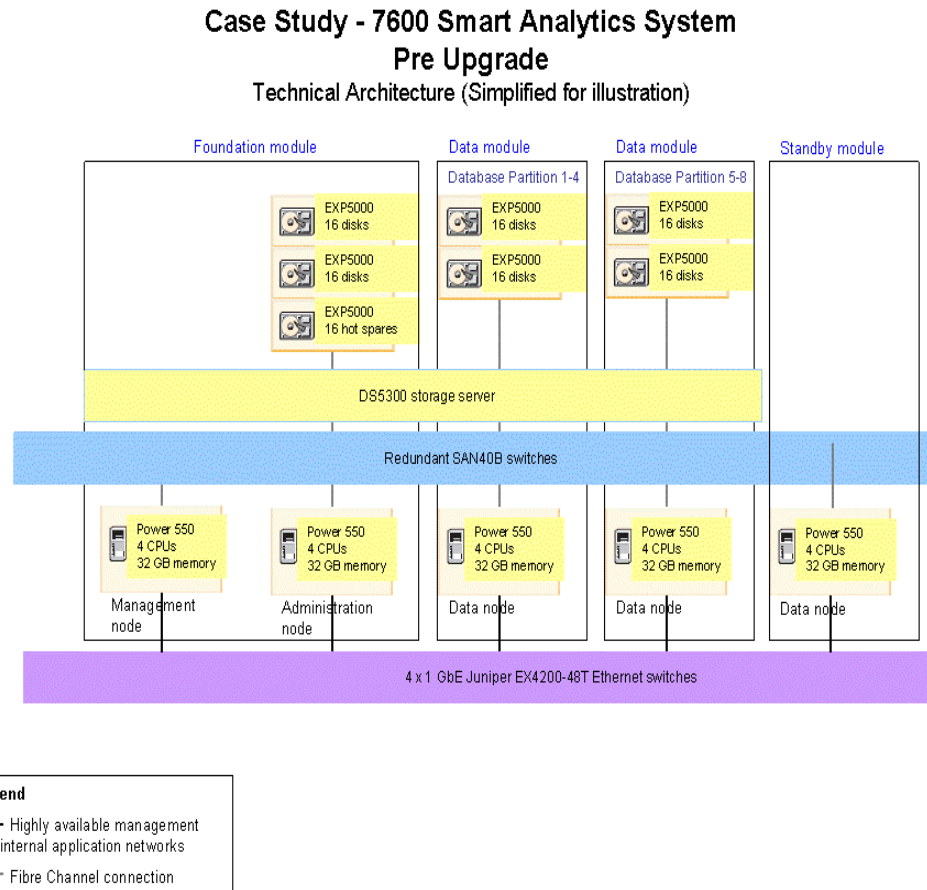 Case Study - 7600 Smart Analytics System
Pre Upgrade
Technical Architecture (Simplified for illustration)
Foundation module
Data module
Data module
Standby module
Database Partition 1-4
Database Partition 5-8
EXP5000
16 disks
EXP5000
16 disks
EXP5000
16 hot spares
EXP5000
16 disks
EXP5000
16 disks
EXP5000
16 disks
EXP5000
16 disks
DS5300 storage server
Redundant SAN40B switches
Power 550
4 CPUs
32 GB memory
Management
node
Power 550
4 CPUs
32 GB memory
Administration
node
Power 550
4 CPUs
32 GB memory
Data node
Power 550
4 CPUs
32 GB memory
Data node
Power 550
4 CPUs
32 GB memory
Data node
4 x 1 GbE Juniper EX4200-48T Ethernet switches
end
- Highly available management
internal application networks
- Fibre Channel connection